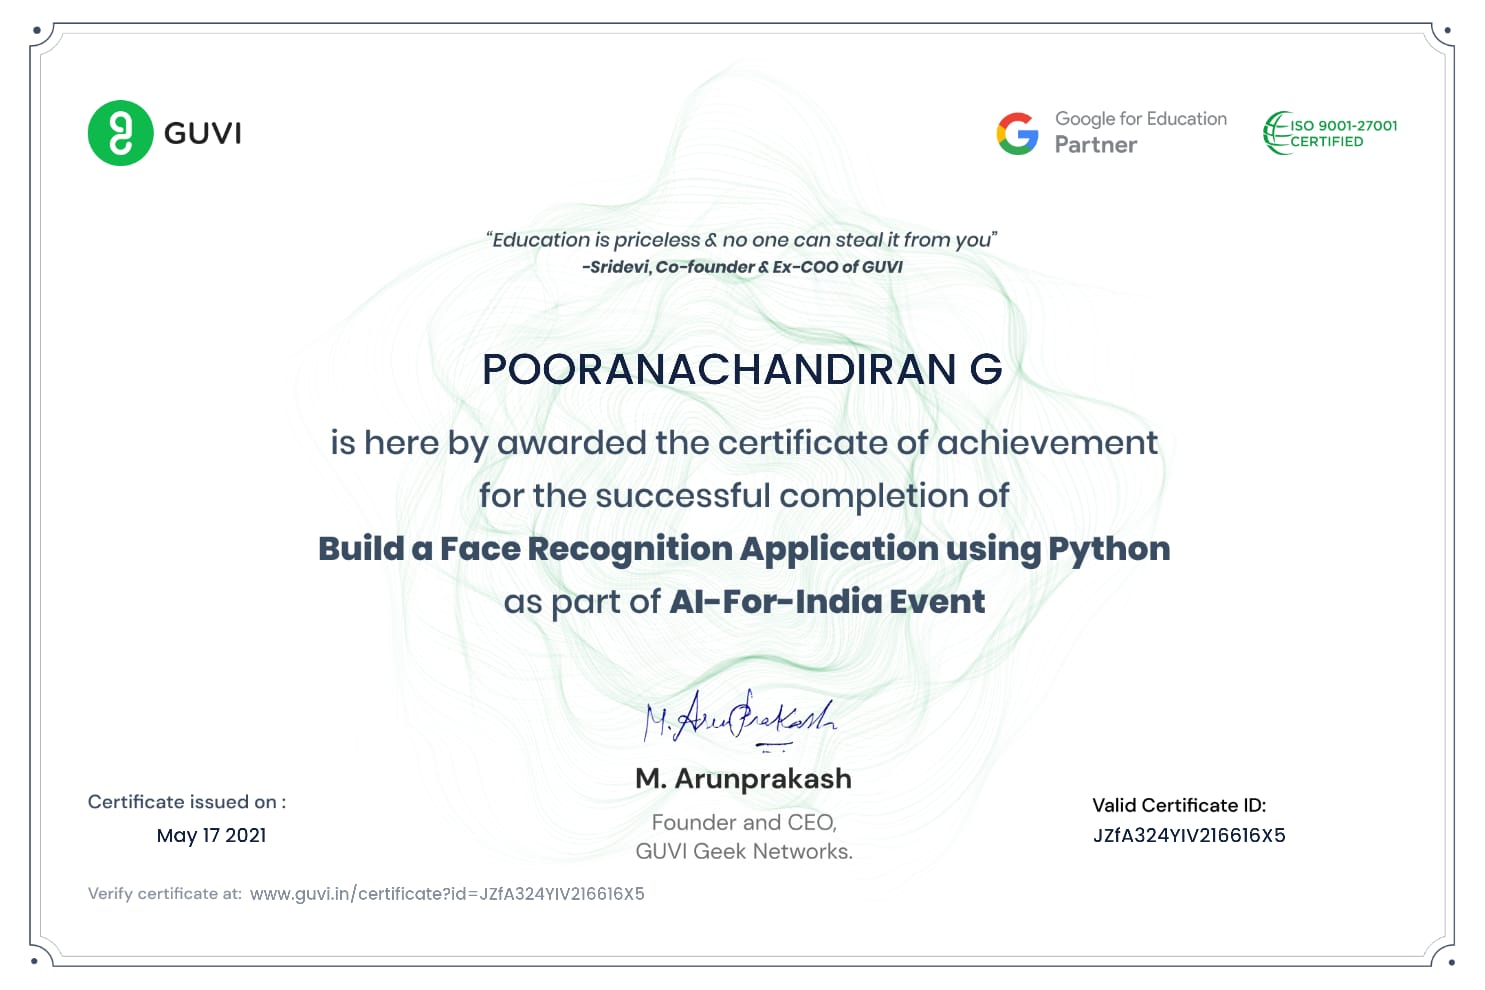 GUVI
Google for Education
Partner
ISO 9001-27001
CERTIFIED
“Education is priceless & no one can steal it from you”
-Sridevi, Co-founder & Ex-COO of GUVI
POORANACHANDIRAN G
is here by awarded the certificate of achievement
for the successful completion of
Build a Face Recognition Application using Python
as part of AI-For-India Event
M. ArunPrakash
M. Arunprakash
Founder and CEO,
GUVI Geek Networks.
Certificate issued on :
May 17 2021
Valid Certificate ID:
JZfA324YIV216616X5
Verify certificate at: www.guvi.in/certificate?id=JZfA324YIV216616X5